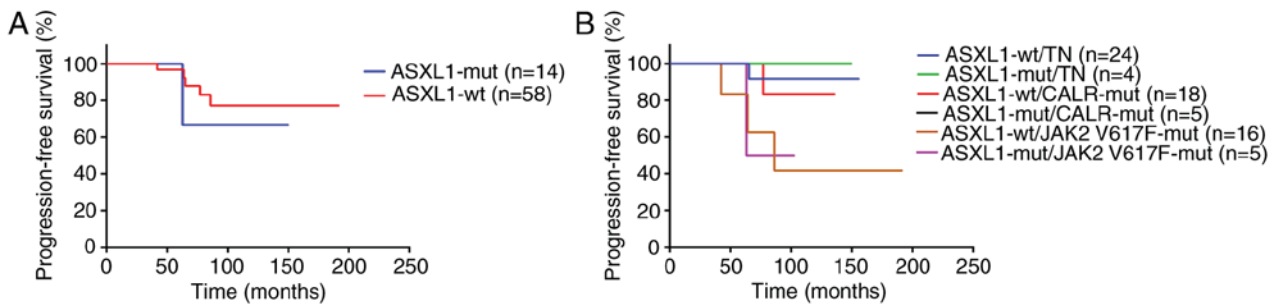 A
Progression-free survival (%)
100
80
60
40
20
0
0 50 100 150 200 250
Time (months)
ASXL1-mut (n=14)
ASXL1-wt (n=58)
B
Progression-free survival (%)
100
80
60
40
20
0
0 50 100 150 200 250
Time (months)
ASXL1-wt/TN (n=24)
ASXL1-mut/TN (n=4)
ASXL1-wt/CALR-mut (n=18)
ASXL1-mut/CALR-mut (n=5)
ASXL1-wt/JAK2 V617F-mut (n=16)
ASXL1-mut/JAK2 V617F-mut (n=5)